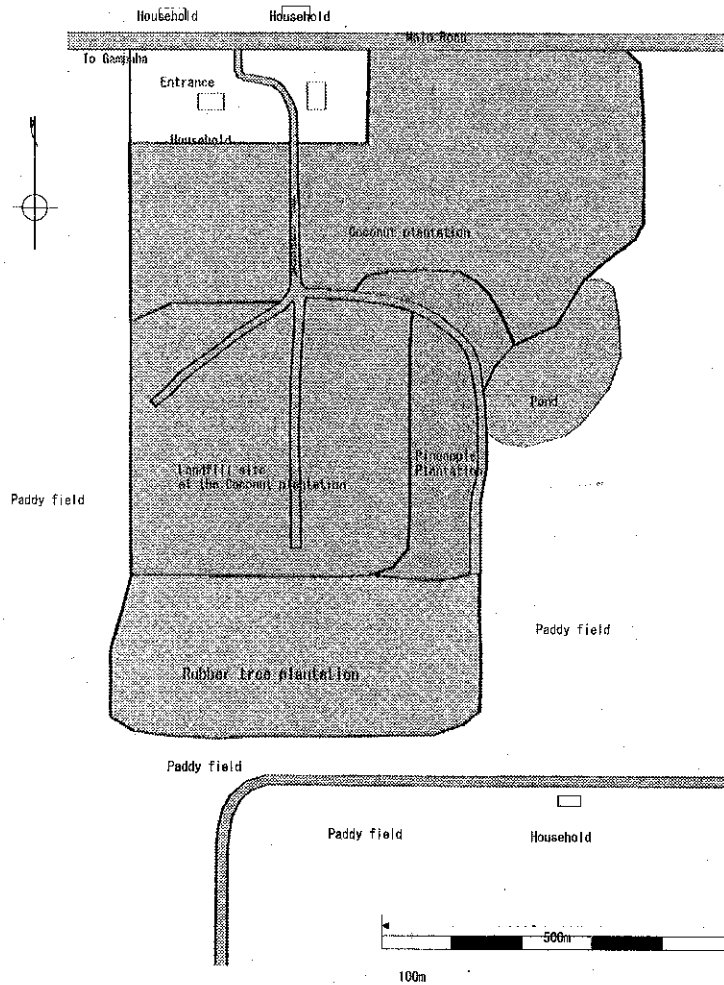 Household
Household
Main Road
To Gampaha
Entrance
Household
N
Coconut plantation
Pond
Pineapple
Plantation
Landfill site
at the Coconut plantation
Paddy field
Paddy field
Rubber tree plantation
Paddy field
Paddy field
Household
500m
100m